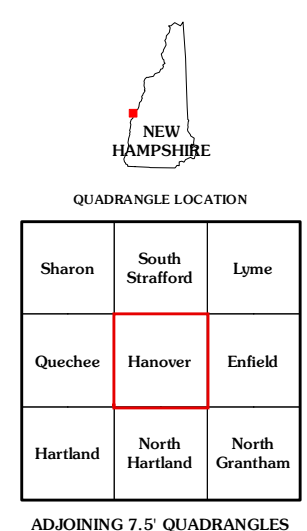 NEW
HAMPSHIRE
QUADRANGLE LOCATION
Sharon
South
Strafford
Lyme
Quechee
Hanover
Enfield
Hartland
North
Hartland
North
Grantham
ADJOINING 7.5' QUADRANGLES